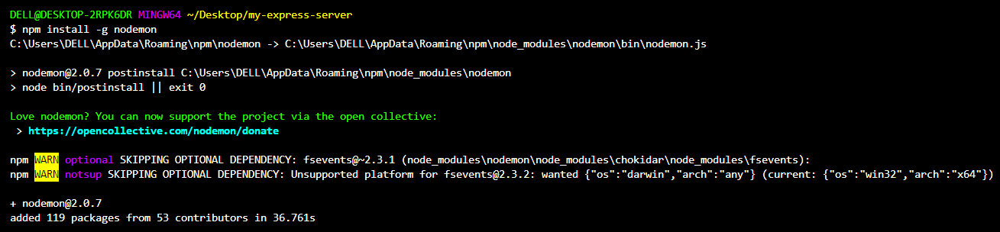 DELL@DESKTOP-2RPK6DR MINGW64 ~/Desktop/my-express-server
$ npm install -g nodemon
C:\Users\DELL\AppData\Roaming\npm\nodemon -> C:\Users\DELL\AppData\Roaming\npm\node_modules\nodemon\bin\nodemon.js
> nodemon@2.0.7 postinstall C:\Users\DELL\AppData\Roaming\npm\node_modules\nodemon
> node bin/postinstall || exit 0
Love nodemon? You can now support the project via the open collective:
> https://opencollective.com/nodemon/donate
npm WARN optional SKIPPING OPTIONAL DEPENDENCY: fsevents@~2.3.1 (node_modules\nodemon\node_modules\chokidar\node_modules\fsevents):
npm WARN notsup SKIPPING OPTIONAL DEPENDENCY: Unsupported platform for fsevents@2.3.2: wanted {"os":"darwin","arch":"any"} (current: {"os":"win32","arch":"x64"})
+ nodemon@2.0.7
added 119 packages from 53 contributors in 36.761s